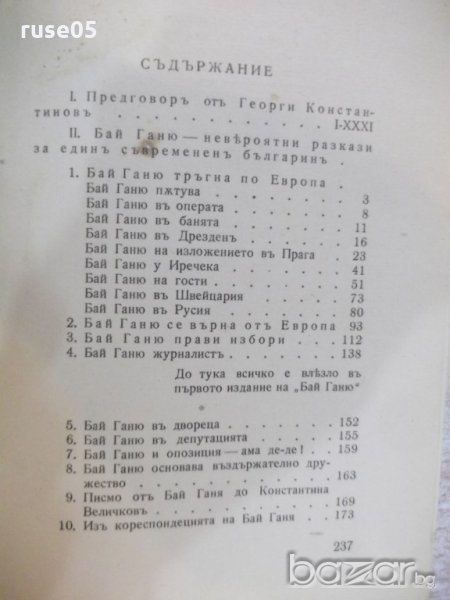 ruse05
СЪДЪРЖАНИЕ
I. Предговоръ отъ Георги Констан-
тиновъ . . . . . . . . . . I-XXXI
II. Бай Ганю — невѣроятни разкази
за единъ съвремененъ българинъ .
1. Бай Ганю тръгна по Европа .
Бай Ганю пѫтува . . . . . . 3
Бай Ганю въ операта . . . . . 8
Бай Ганю въ банята . . . . . 11
Бай Ганю въ Дрезденъ . . . . 16
Бай Ганю на изложението въ Прага . 23
Бай Ганю у Иречека . . . . . 41
Бай Ганю на гости . . . . . 51
Бай Ганю въ Швейцария . . . . 73
Бай Ганю въ Русия . . . . . 80
2. Бай Ганю се върна отъ Европа 93
3. Бай Ганю прави избори . . . 112
4. Бай Ганю журналистъ . . . . . 138
До тука всичко е влѣзло въ
първото издание на „Бай Ганю“
5. Бай Ганю въ двореца . . . . . 152
6. Бай Ганю въ депутацията . . . . 155
7. Бай Ганю и опозиция — ама де-де! . 159
8. Бай Ганю основава въздържателно дру-
жество . . . . . . . . . 163
9. Писмо отъ Бай Ганя до Константина
Величковъ . . . . . . . . 169
10. Изъ кореспонденцията на Бай Ганя . 173
237
bazar.bg